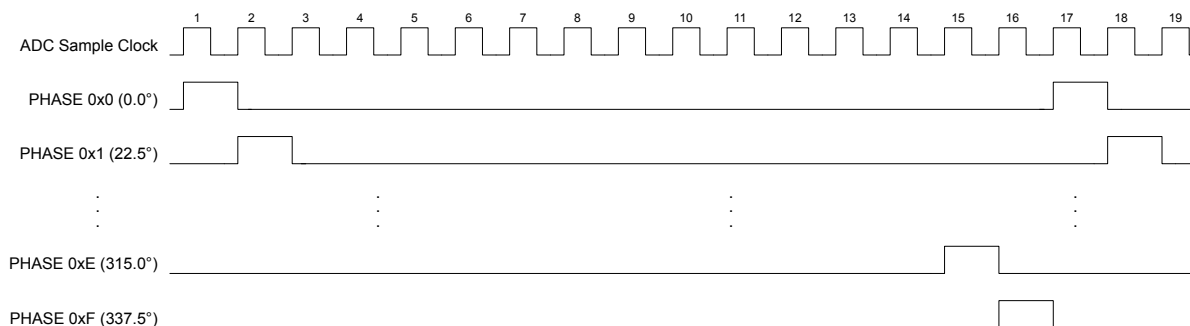 1 2 3 4 5 6 7 8 9 10 11 12 13 14 15 16 17 18 19
ADC Sample Clock
PHASE 0x0 (0.0°)
PHASE 0x1 (22.5°)
PHASE 0xE (315.0°)
PHASE 0xF (337.5°)